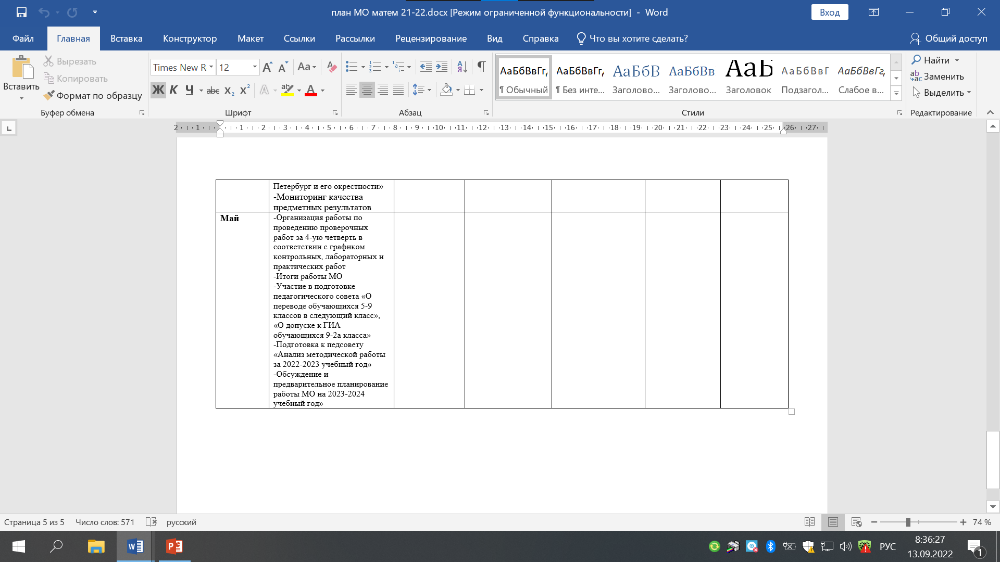 план МО матем 21-22.docx [Режим ограниченной функциональности] - Word
Вход
Файл Главная Вставка Конструктор Макет Ссылки Рассылки Рецензирование Вид Справка Что вы хотите сделать? Общий доступ
Вставить
Вырезать
Копировать
Формат по образцу
Буфер обмена
Times New R 12
Шрифт
Абзац
АаБбВвГг, АаБбВвГг, АаБбВ АаБбВв АаБ АаБбВвГ АаБбВвГг,
¶ Обычный ¶ Без инте... Заголово... Заголово... Заголовок Подзагол... Слабое в...
Стили
Найти
Заменить
Выделить
Редактирование
2 1 1 2 3 4 5 6 7 8 9 10 11 12 13 14 15 16 17 18 19 20 21 22 23 24 25 26 27
Петербург и его окрестности»
-Мониторинг качества
предметных результатов
Май
-Организация работы по
проведению проверочных
работ за 4-ую четверть в
соответствии с графиком
контрольных, лабораторных и
практических работ
-Итоги работы МО
-Участие в подготовке
педагогического совета «О
переводе обучающихся 5-9
классов в следующий класс»,
«О допуске к ГИА
обучающихся 9-2а класса»
-Подготовка к педсовету
«Анализ методической работы
за 2022-2023 учебный год»
-Обсуждение и
предварительное планирование
работы МО на 2023-2024
учебный год»
Страница 5 из 5 Число слов: 571 русский 74 %
РУС
8:36:27
13.09.2022
1